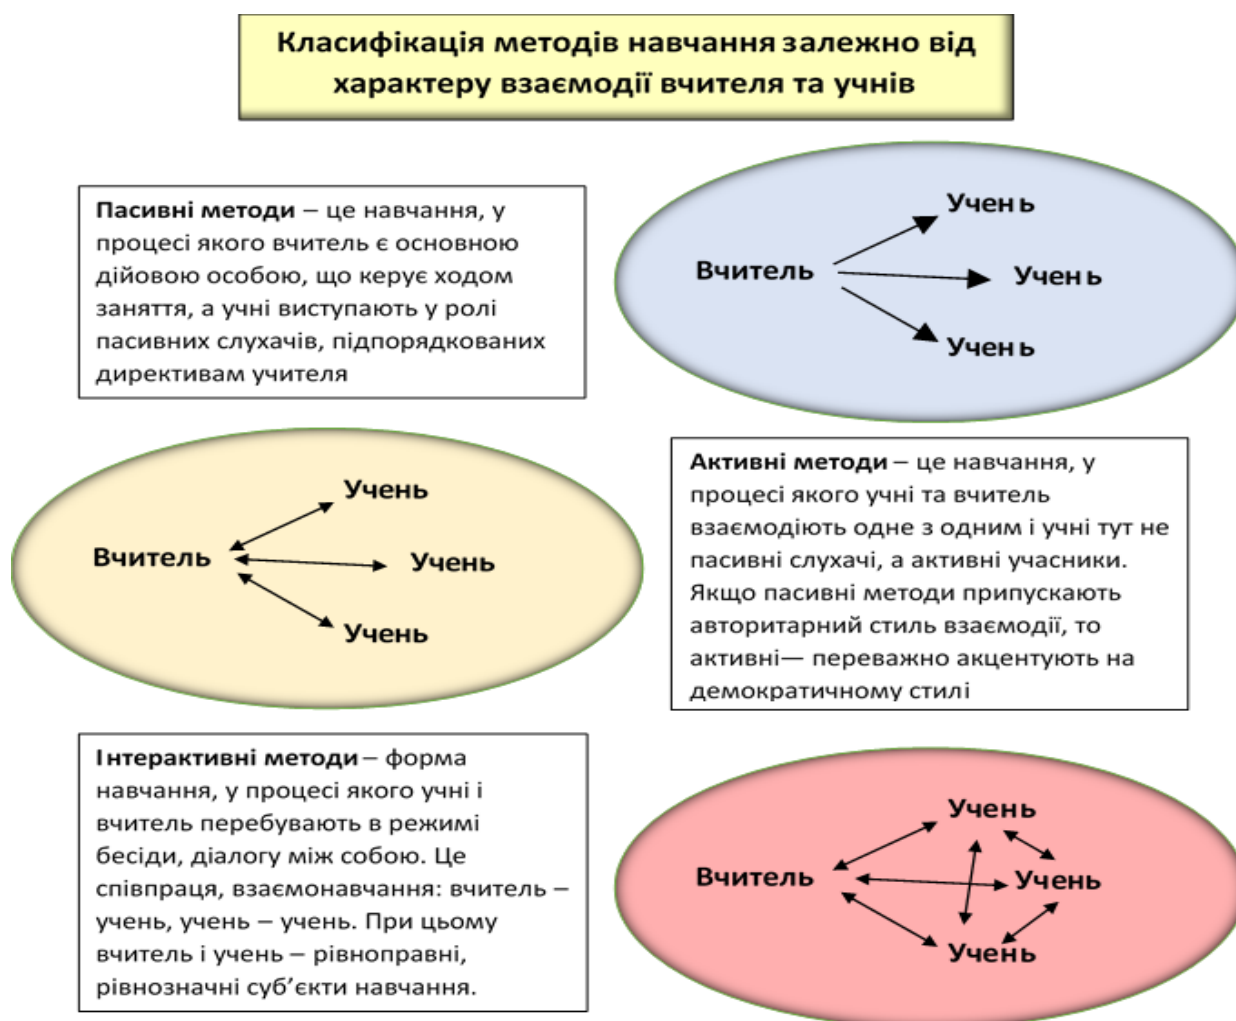 Класифікація методів навчання залежно від
характеру взаємодії вчителя та учнів
Пасивні методи – це навчання, у
процесі якого вчитель є основною
дійовою особою, що керує ходом
заняття, а учні виступають у ролі
пасивних слухачів, підпорядкованих
директивам учителя
Учень
Вчитель
Учень
Учень
Учень
Вчитель
Учень
Учень
Активні методи – це навчання, у
процесі якого учні та вчитель
взаємодіють одне з одним і учні тут не
пасивні слухачі, а активні учасники.
Якщо пасивні методи припускають
авторитарний стиль взаємодії, то
активні— переважно акцентують на
демократичному стилі
Інтерактивні методи – форма
навчання, у процесі якого учні і
вчитель перебувають в режимі
бесіди, діалогу між собою. Це
співпраця, взаємонавчання: вчитель –
учень, учень – учень. При цьому
вчитель і учень – рівноправні,
рівнозначні суб’єкти навчання.
Учень
Вчитель
Учень
Учень